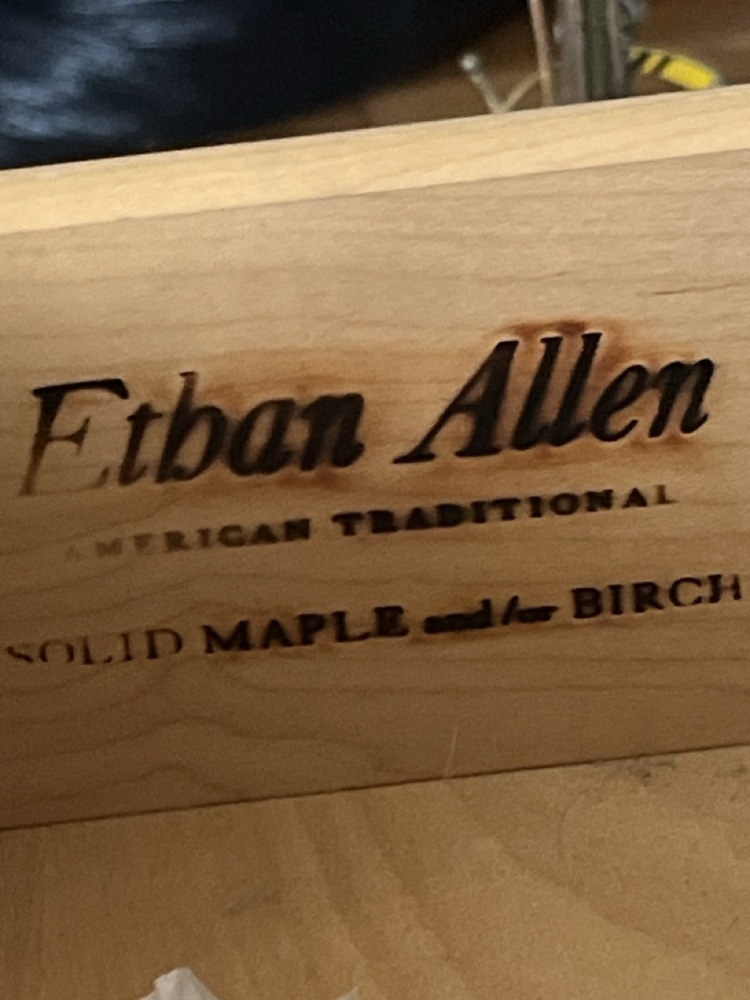 Ethan Allen
AMERICAN TRADITIONAL
SOLID MAPLE and/or BIRCH